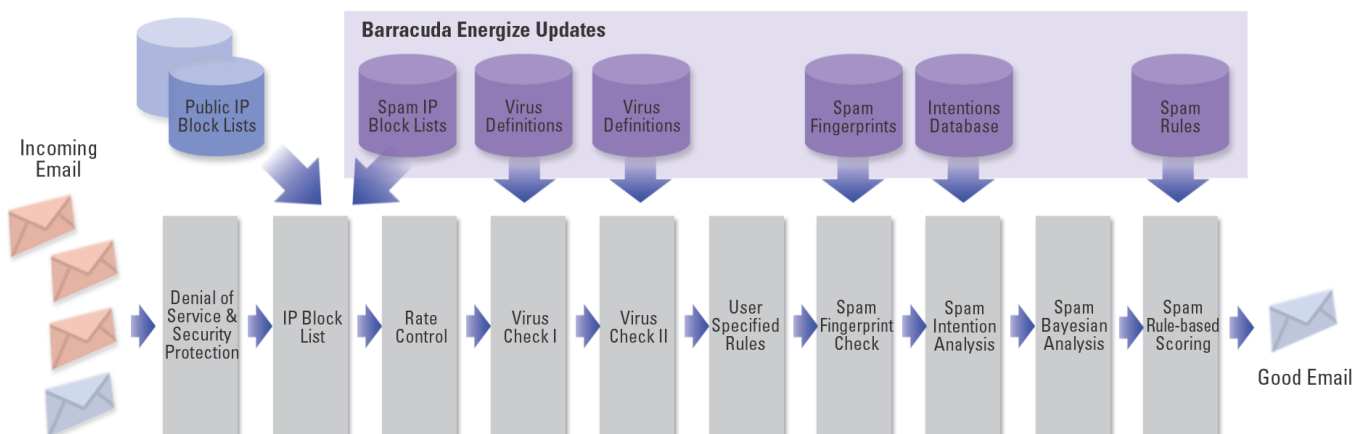 Barracuda Energize Updates
Public IP
Block Lists
Spam IP
Block Lists
Virus
Definitions
Virus
Definitions
Spam
Fingerprints
Intentions
Database
Spam
Rules
Incoming
Email
Denial of
Service &
Security
Protection
IP Block
List
Rate
Control
Virus
Check I
Virus
Check II
User
Specified
Rules
Spam
Fingerprint
Check
Spam
Intention
Analysis
Spam
Bayesian
Analysis
Spam
Rule-based
Scoring
Good Email